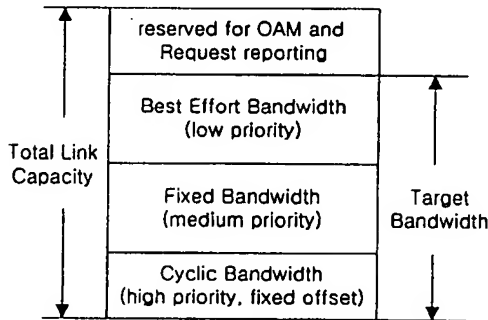 reserved for OAM and
Request reporting
Best Effort Bandwidth
(low priority)
Total Link
Capacity
Fixed Bandwidth
(medium priority)
Target
Bandwidth
Cyclic Bandwidth
(high priority, fixed offset)